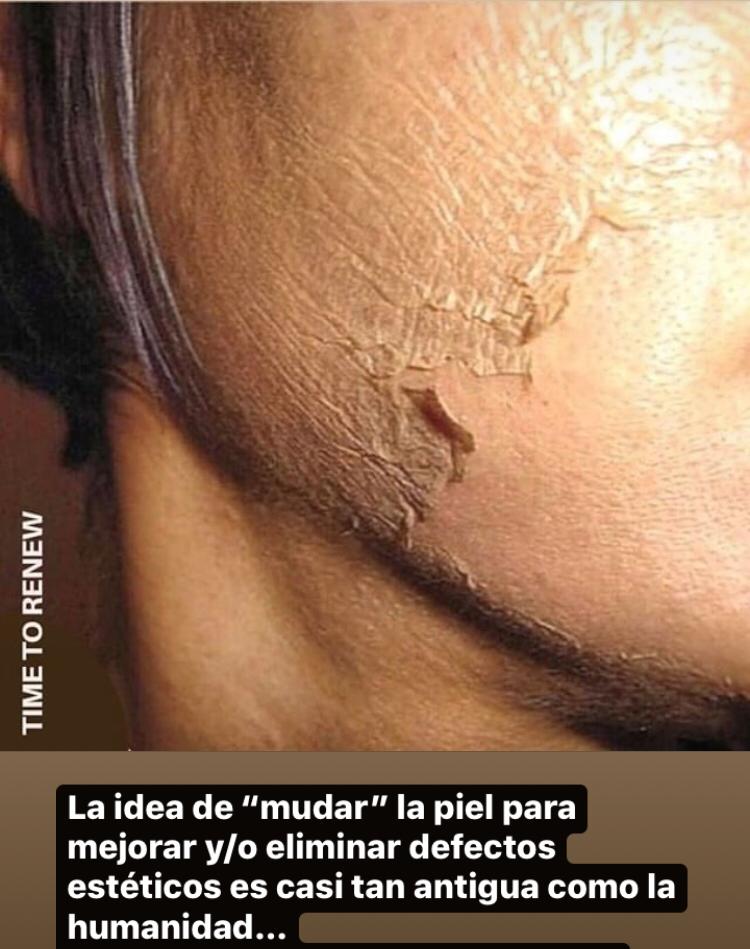 TIME TO RENEW
La idea de “mudar” la piel para
mejorar y/o eliminar defectos
estéticos es casi tan antigua como la
humanidad...